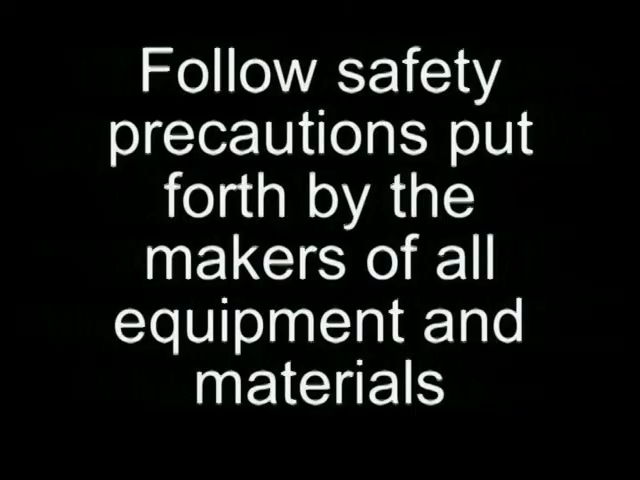 Follow safety
precautions put
forth by the
makers of all
equipment and
materials